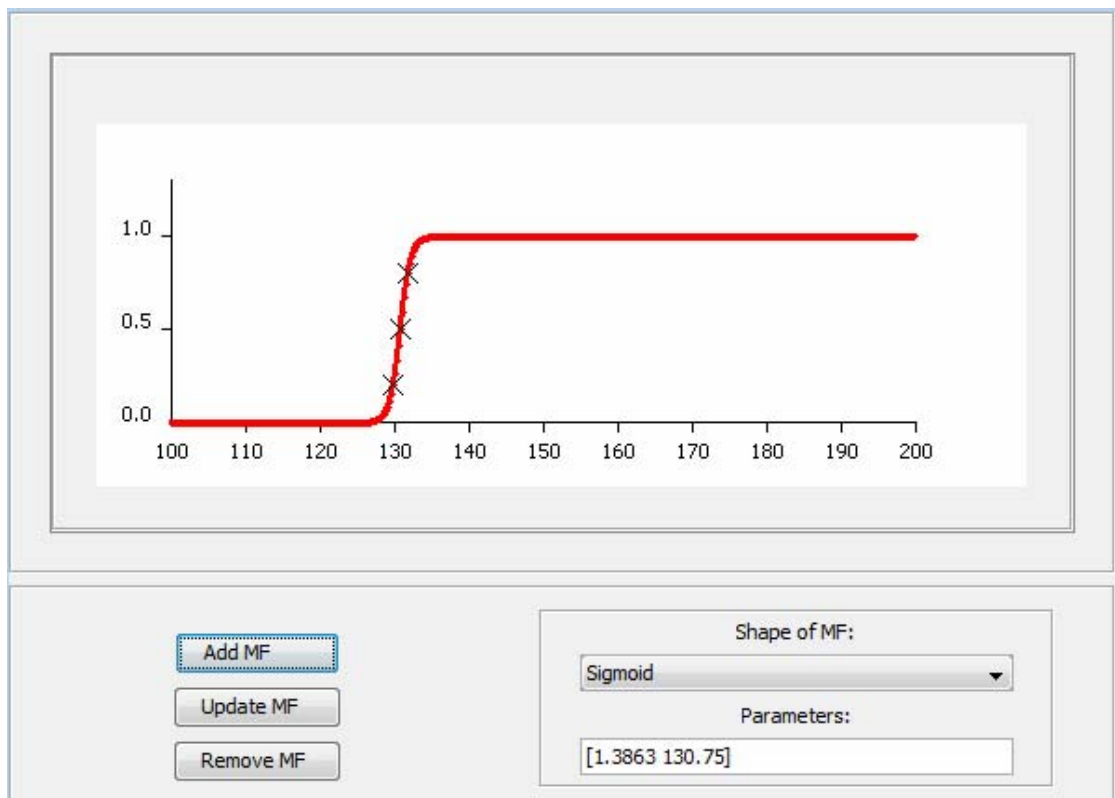 1.0
0.5
0.0
100 110 120 130 140 150 160 170 180 190 200
Add MF
Update MF
Remove MF
Shape of MF:
Sigmoid
Parameters:
[1.3863 130.75]